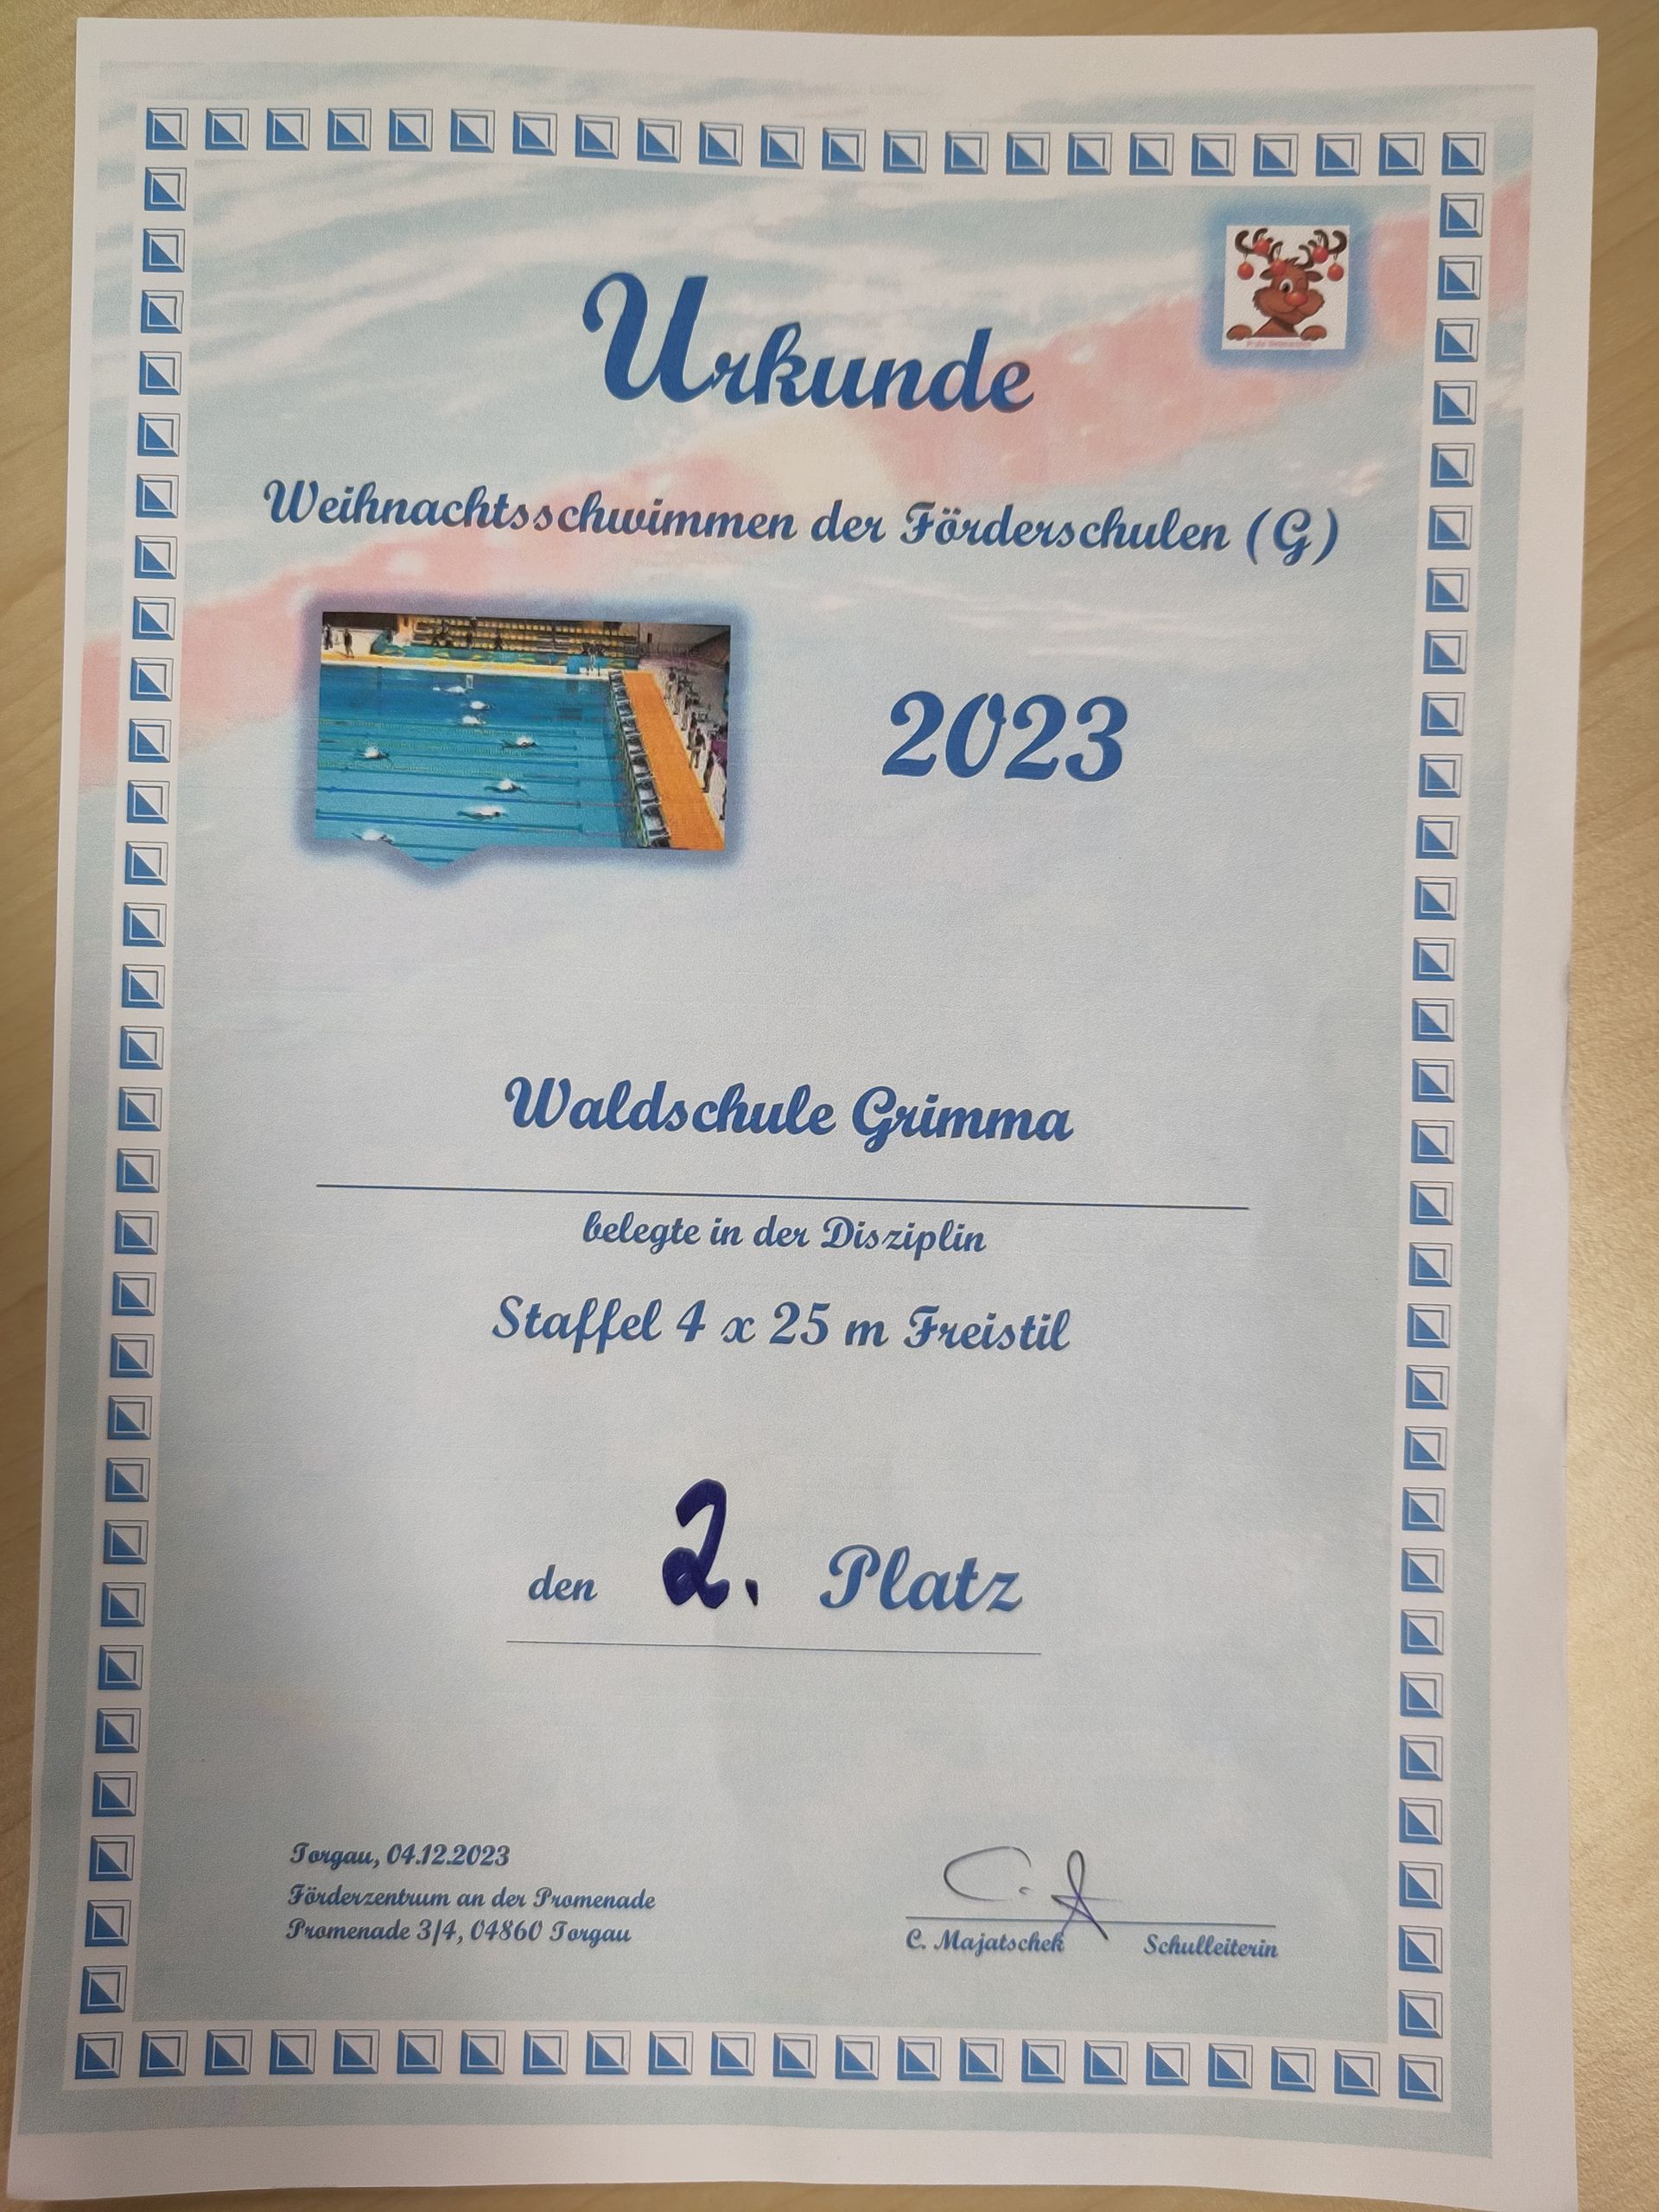 Urkunde
Weihnachtsschwimmen der Förderschulen (G)
2023
Waldschule Grimma
belegte in der Disziplin
Staffel 4 x 25 m Freistil
den 2. Platz
Torgau, 04.12.2023
Förderzentrum an der Promenade
Promenade 3/4, 04860 Torgau
C. Majatschek Schulleiterin